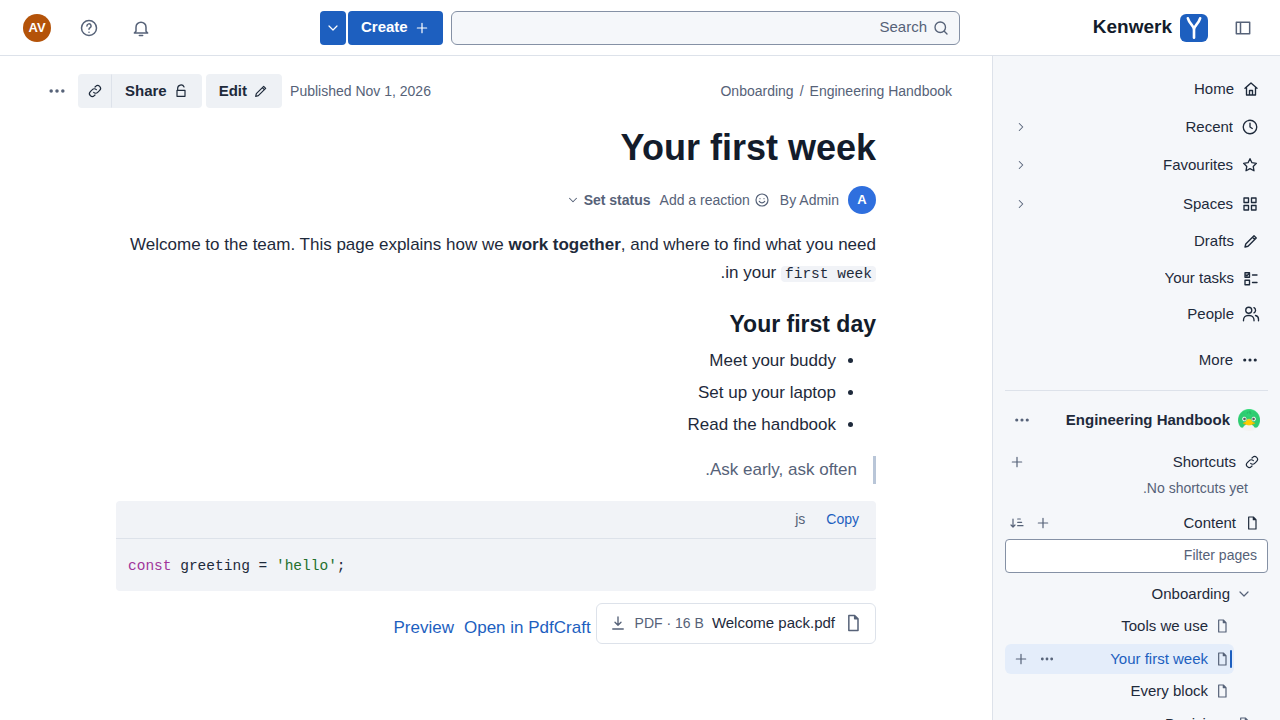 AV
Create
Search
Kenwerk
Share
Edit
Published Nov 1, 2026
Onboarding / Engineering Handbook
Your first week
Set status Add a reaction By Admin A
Welcome to the team. This page explains how we work together, and where to find what you need
.in your first week
Your first day
• Meet your buddy
• Set up your laptop
• Read the handbook
.Ask early, ask often
js Copy
const greeting = 'hello';
Preview Open in PdfCraft PDF · 16 B Welcome pack.pdf
Home
Recent
Favourites
Spaces
Drafts
Your tasks
People
More
Engineering Handbook
Shortcuts
.No shortcuts yet
Content
Filter pages
Onboarding
Tools we use
Your first week
Every block